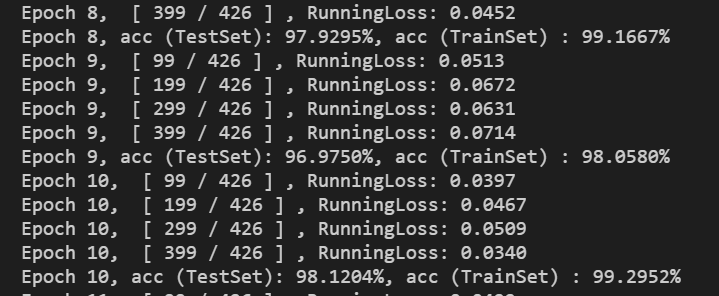 Epoch 8,  [ 399 / 426 ] , RunningLoss: 0.0452
Epoch 8, acc (TestSet): 97.9295%, acc (TrainSet) : 99.1667%
Epoch 9,  [ 99 / 426 ] , RunningLoss: 0.0513
Epoch 9,  [ 199 / 426 ] , RunningLoss: 0.0672
Epoch 9,  [ 299 / 426 ] , RunningLoss: 0.0631
Epoch 9,  [ 399 / 426 ] , RunningLoss: 0.0714
Epoch 9, acc (TestSet): 96.9750%, acc (TrainSet) : 98.0580%
Epoch 10,  [ 99 / 426 ] , RunningLoss: 0.0397
Epoch 10,  [ 199 / 426 ] , RunningLoss: 0.0467
Epoch 10,  [ 299 / 426 ] , RunningLoss: 0.0509
Epoch 10,  [ 399 / 426 ] , RunningLoss: 0.0340
Epoch 10, acc (TestSet): 98.1204%, acc (TrainSet) : 99.2952%